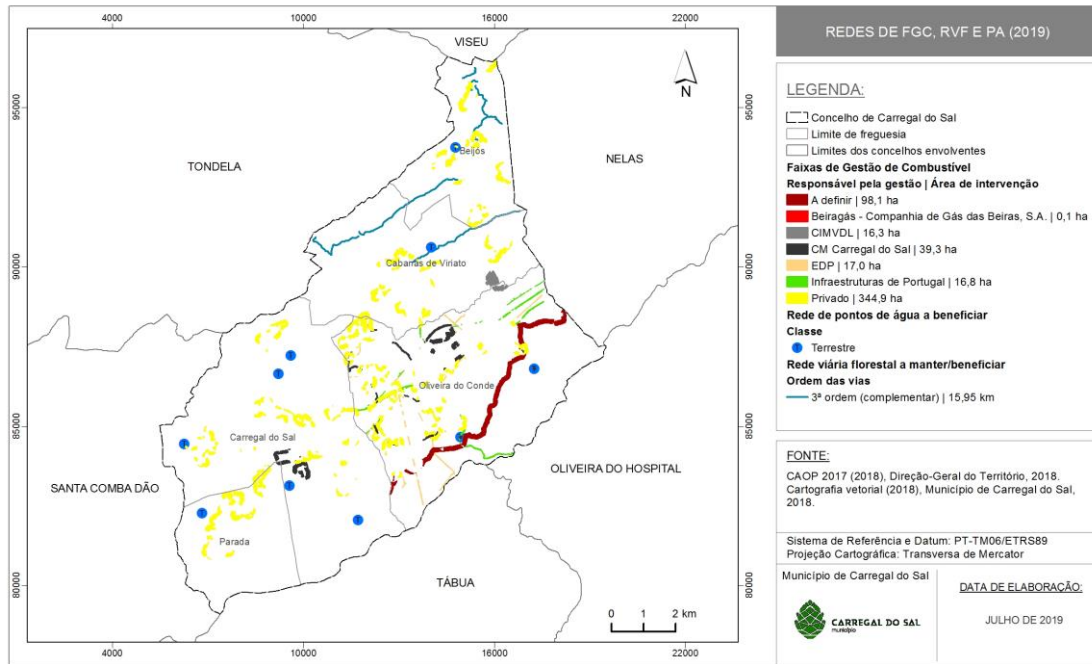 4000 10000 16000 22000
REDES DE FGC, RVF E PA (2019)
VISEU
N
95000
95000
TONDELA
Beijós
NELAS
90000
90000
Cabanas de Viriato
Oliveira do Conde
85000
85000
Carregal do Sal
OLIVEIRA DO HOSPITAL
SANTA COMBA DÃO
Parada
80000
80000
TÁBUA
0 1 2 km
4000 10000 16000 22000
LEGENDA:
Concelho de Carregal do Sal
Limite de freguesia
Limites dos concelhos envolventes
Faixas de Gestão de Combustível
Responsável pela gestão | Área de intervenção
A definir | 98,1 ha
Beiragás - Companhia de Gás das Beiras, S.A. | 0,1 ha
CIMVDL | 16,3 ha
CM Carregal do Sal | 39,3 ha
EDP | 17,0 ha
Infraestruturas de Portugal | 16,8 ha
Privado | 344,9 ha
Rede de pontos de água a beneficiar
Classe
Terrestre
Rede viária florestal a manter/beneficiar
Ordem das vias
3ª ordem (complementar) | 15,95 km
FONTE:
CAOP 2017 (2018), Direção-Geral do Território, 2018.
Cartografia vetorial (2018), Município de Carregal do Sal,
2018.
Sistema de Referência e Datum: PT-TM06/ETRS89
Projeção Cartográfica: Transversa de Mercator
Município de Carregal do Sal
CARREGAL DO SAL
município
DATA DE ELABORAÇÃO:
JULHO DE 2019